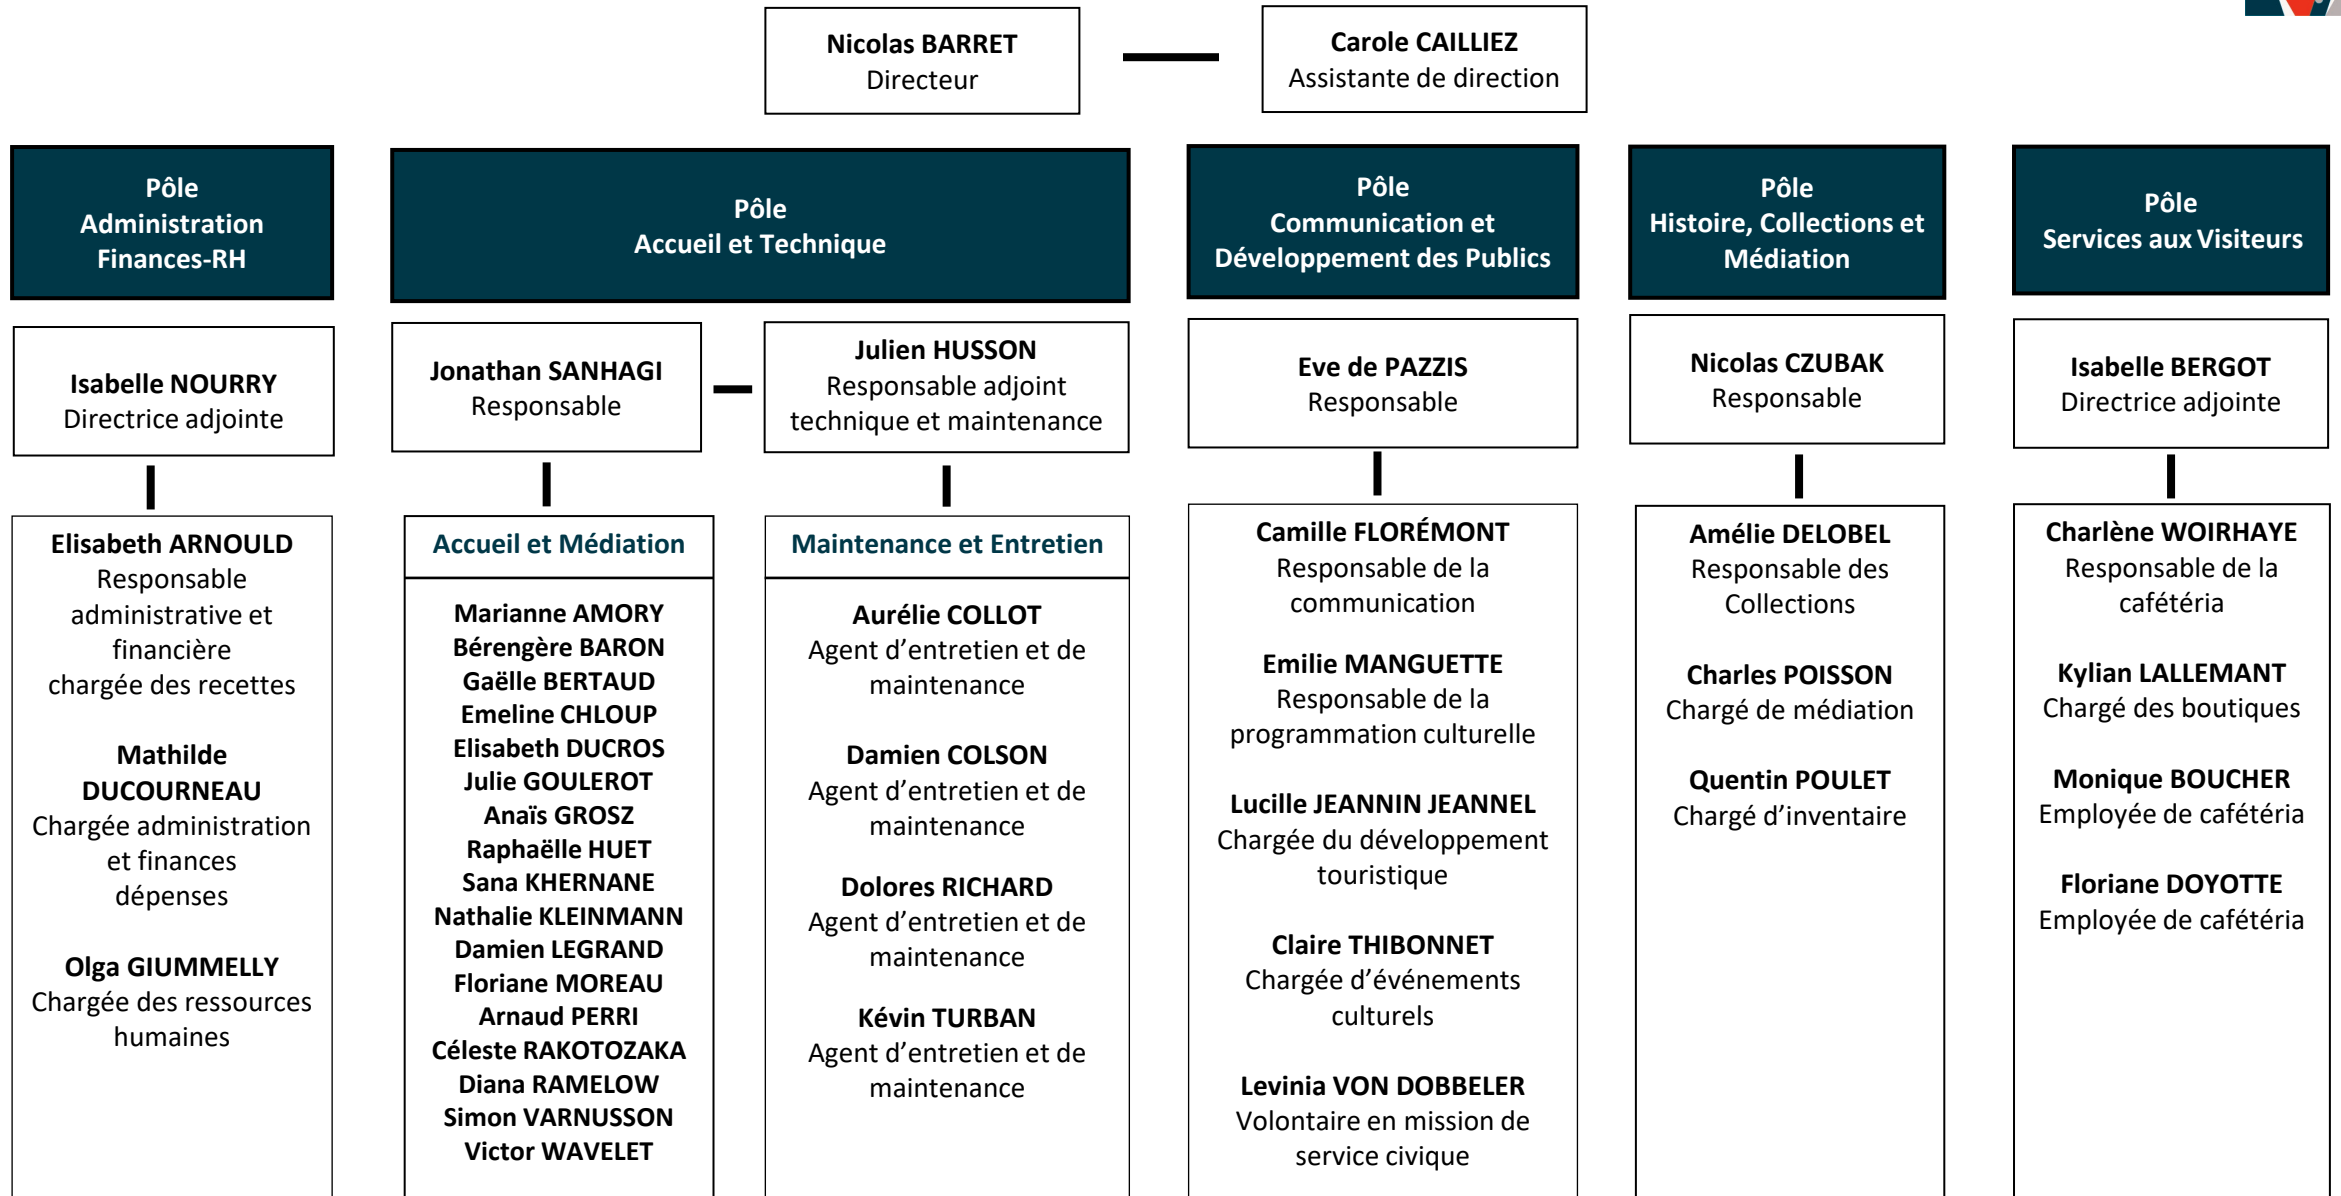 Nicolas BARRET
Directeur
Carole CAILLIEZ
Assistante de direction
Pôle
Administration
Finances-RH
Pôle
Accueil et Technique
Pôle
Communication et
Développement des Publics
Pôle
Histoire, Collections et
Médiation
Pôle
Services aux Visiteurs
Isabelle NOURRY
Directrice adjointe
Jonathan SANHAGI
Responsable
Julien HUSSON
Responsable adjoint
technique et maintenance
Eve de PAZZIS
Responsable
Nicolas CZUBAK
Responsable
Isabelle BERGOT
Directrice adjointe
Elisabeth ARNOULD
Responsable
administrative et
financière
chargée des recettes
Mathilde
DUCOURNEAU
Chargée administration
et finances
dépenses
Olga GIUMMELLY
Chargée des ressources
humaines
Accueil et Médiation
Marianne AMORY
Bérengère BARON
Gaëlle BERTAUD
Emeline CHLOUP
Elisabeth DUCROS
Julie GOULEROT
Anaïs GROSZ
Raphaëlle HUET
Sana KHERNANE
Nathalie KLEINMANN
Damien LEGRAND
Floriane MOREAU
Arnaud PERRI
Céleste RAKOTOZAKA
Diana RAMELOW
Simon VARNUSSON
Victor WAVELET
Maintenance et Entretien
Aurélie COLLOT
Agent d’entretien et de
maintenance
Damien COLSON
Agent d’entretien et de
maintenance
Dolores RICHARD
Agent d’entretien et de
maintenance
Kévin TURBAN
Agent d’entretien et de
maintenance
Camille FLORÉMONT
Responsable de la
communication
Emilie MANGUETTE
Responsable de la
programmation culturelle
Lucille JEANNIN JEANNEL
Chargée du développement
touristique
Claire THIBONNET
Chargée d’événements
culturels
Levinia VON DOBBELER
Volontaire en mission de
service civique
Amélie DELOBEL
Responsable des
Collections
Charles POISSON
Chargé de médiation
Quentin POULET
Chargé d’inventaire
Charlène WOIRHAYE
Responsable de la
cafétéria
Kylian LALLEMANT
Chargé des boutiques
Monique BOUCHER
Employée de cafétéria
Floriane DOYOTTE
Employée de cafétéria